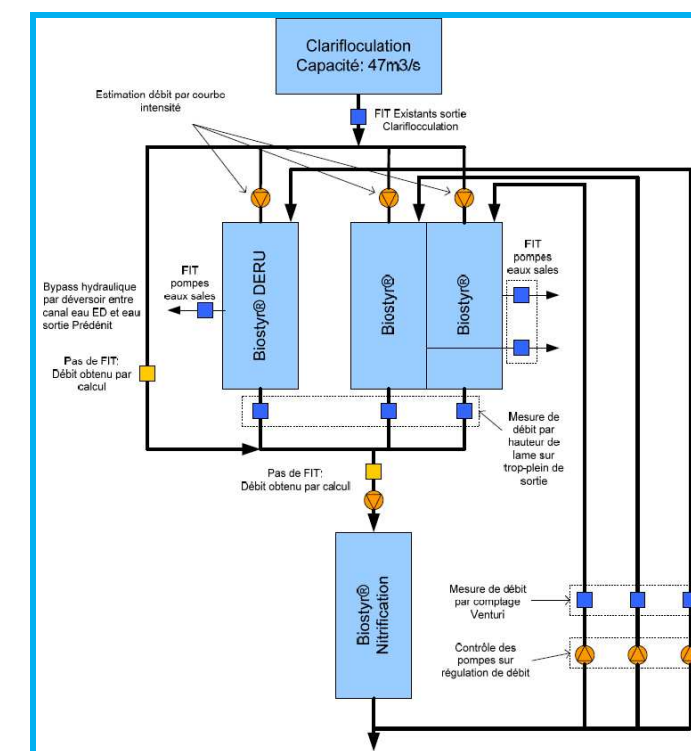 Clarifloculation
Capacité: 47m3/s
Estimation débit par courbe
intensité
FIT Existants sortie
Clarifloculation
Bypass hydraulique
par déversoir entre
canal eau ED et eau
sortie Prédénit
FIT
pompes
eaux sales
Biostyr® DERU
Biostyr®
Biostyr®
FIT
pompes
eaux sales
Pas de FIT:
Débit obtenu par
calcul
Mesure de
débit par
hauteur de
lame sur
trop-plein de
sortie
Pas de FIT:
Débit obtenu par calcul
Biostyr®
Nitrification
Mesure de débit
par comptage
Venturi
Contrôle des
pompes sur
régulation de débit